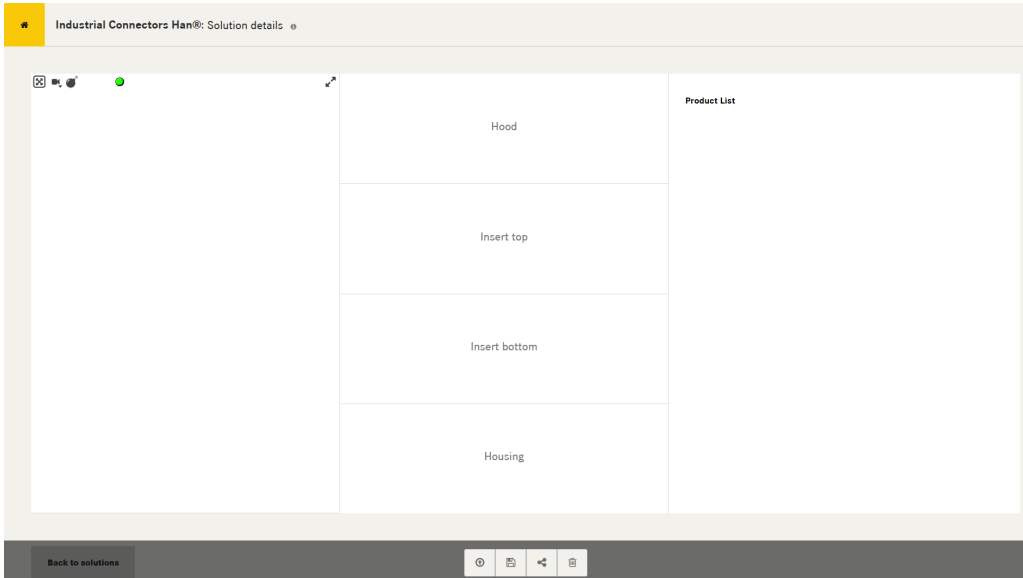 Industrial Connectors Han®: Solution details
Hood
Insert top
Insert bottom
Housing
Product List
Back to solutions